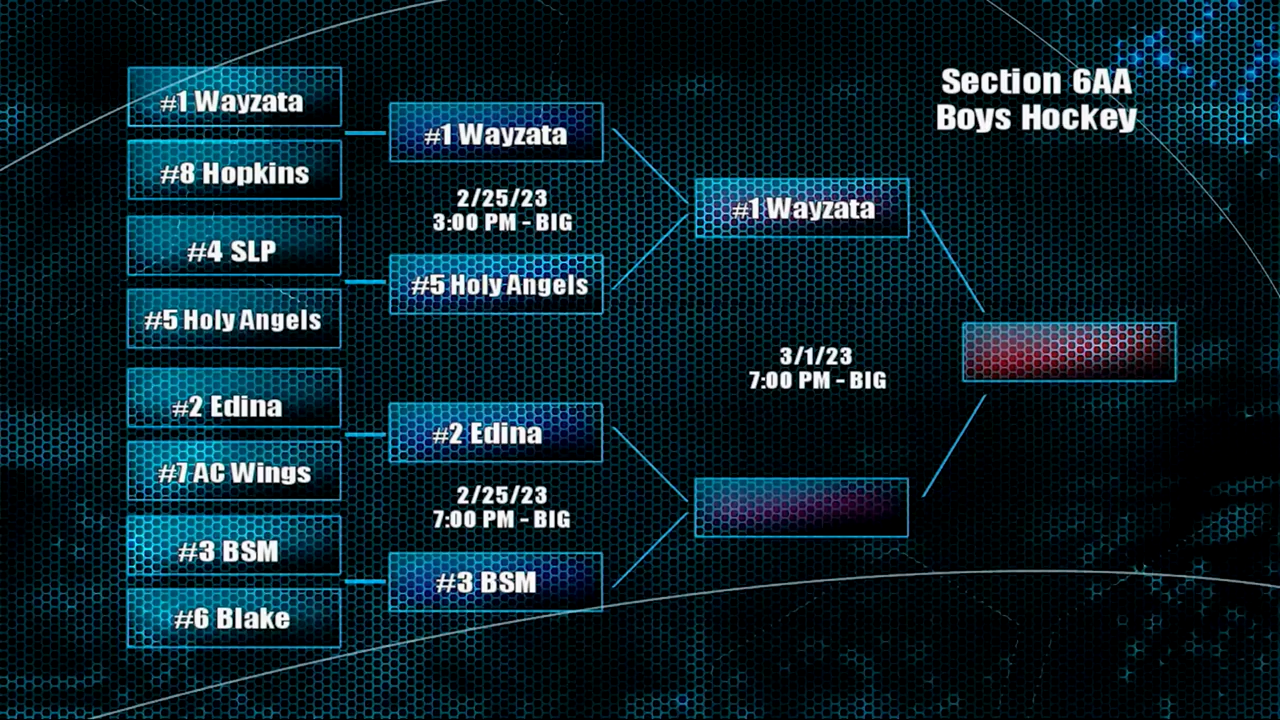 Section 6AA
Boys Hockey
#1 Wayzata
#8 Hopkins
#4 SLP
#5 Holy Angels
#2 Edina
#7 AC Wings
#3 BSM
#6 Blake
#1 Wayzata
2/25/23
3:00 PM - BIG
#5 Holy Angels
#2 Edina
2/25/23
7:00 PM - BIG
#3 BSM
#1 Wayzata
3/1/23
7:00 PM - BIG